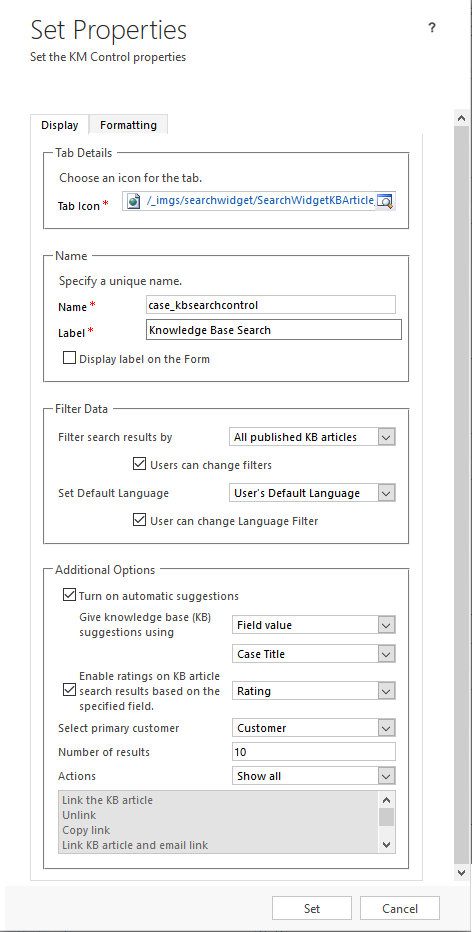 Set Properties
?
Set the KM Control properties
Display Formatting
Tab Details
Choose an icon for the tab.
Tab Icon * /_imgs/searchwidget/SearchWidgetKBArticle
Name
Specify a unique name.
Name * case_kbsearchcontrol
Label * Knowledge Base Search
Display label on the Form
Filter Data
Filter search results by All published KB articles
Users can change filters
Set Default Language User's Default Language
User can change Language Filter
Additional Options
Turn on automatic suggestions
Give knowledge base (KB)
suggestions using
Field value
Case Title
Enable ratings on KB article
search results based on the
specified field.
Rating
Select primary customer Customer
Number of results 10
Actions Show all
Link the KB article
Unlink
Copy link
Link KB article and email link
Set Cancel